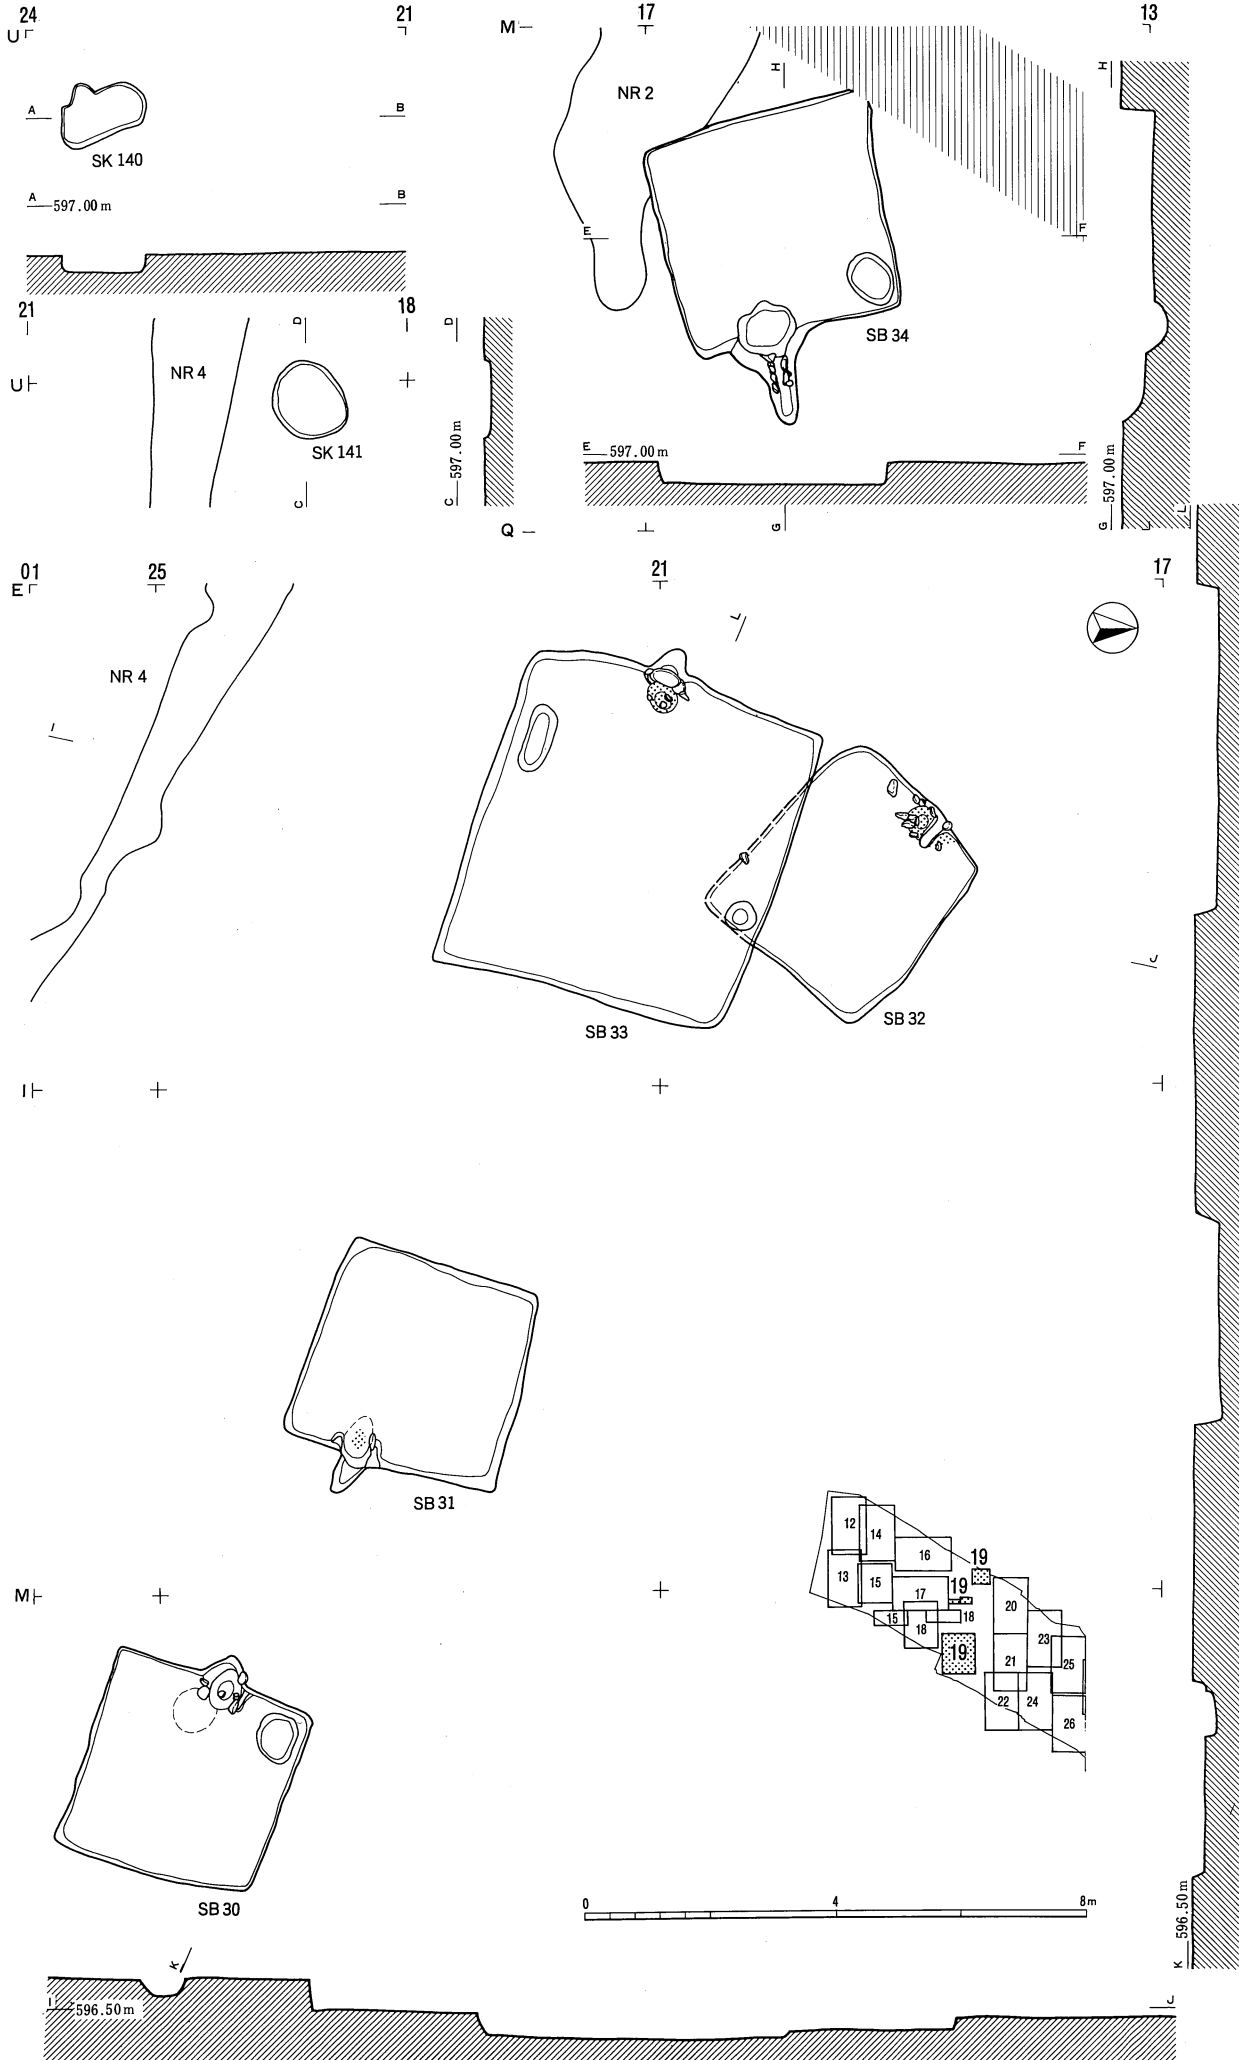 24
21
U
A
B
SK 140
A 597.00 m
B
M
17
13
NR 2
H
H
E
F
SB 34
E 597.00 m
F
G
G 597.00 m
L
L
Q
21
18
U
NR 4
D
D
SK 141
C
C 597.00 m
01
25
21
17
E
NR 4
I
L
J
SB 33
SB 32
I
SB 31
M
12
14
16
13
15
17
19
19
15
18
18
19
20
21
23
25
22
24
26
SB 30
0
4
8 m
K
K 596.50 m
I 596.50 m
J